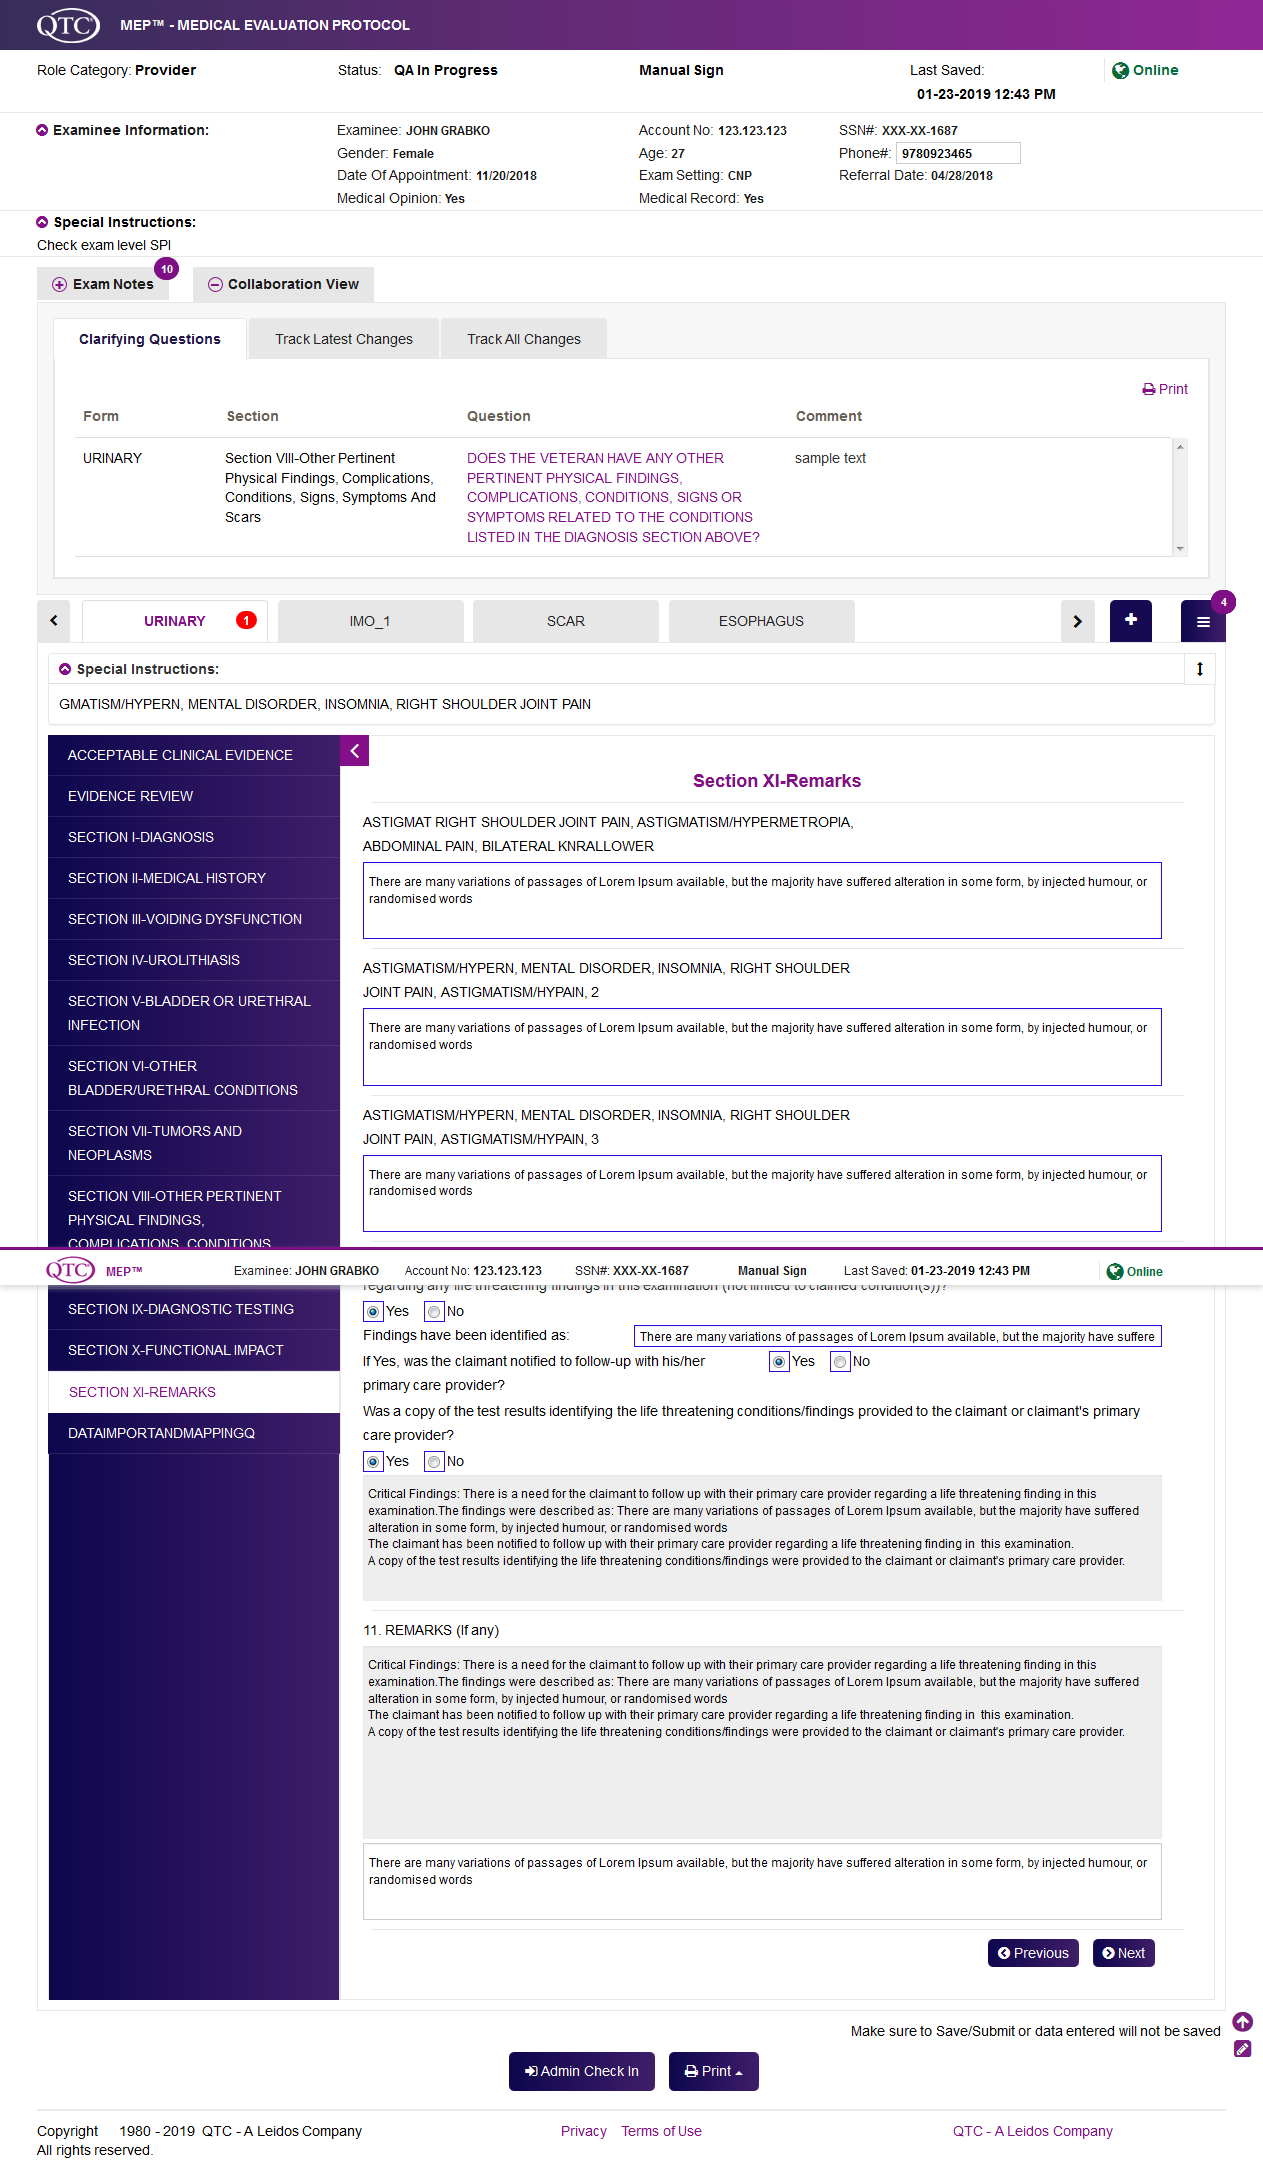 QTC MEP™ - MEDICAL EVALUATION PROTOCOL
Role Category: Provider Status: QA In Progress Manual Sign Last Saved: Online
01-23-2019 12:43 PM
Examinee Information: Examinee: JOHN GRABKO Account No: 123.123.123 SSN#: XXX-XX-1687
Gender: Female Age: 27 Phone#: 9780923465
Date Of Appointment: 11/20/2018 Exam Setting: CNP Referral Date: 04/28/2018
Medical Opinion: Yes Medical Record: Yes
Special Instructions:
Check exam level SPI
Exam Notes 10 Collaboration View
Clarifying Questions Track Latest Changes Track All Changes
Print
Form Section Question Comment
URINARY
Section VIII-Other Pertinent
Physical Findings, Complications,
Conditions, Signs, Symptoms And
Scars
DOES THE VETERAN HAVE ANY OTHER
PERTINENT PHYSICAL FINDINGS,
COMPLICATIONS, CONDITIONS, SIGNS OR
SYMPTOMS RELATED TO THE CONDITIONS
LISTED IN THE DIAGNOSIS SECTION ABOVE?
sample text
URINARY 1 IMO_1 SCAR ESOPHAGUS 4
Special Instructions:
GMATISM/HYPERN, MENTAL DISORDER, INSOMNIA, RIGHT SHOULDER JOINT PAIN
ACCEPTABLE CLINICAL EVIDENCE
EVIDENCE REVIEW
SECTION I-DIAGNOSIS
SECTION II-MEDICAL HISTORY
SECTION III-VOIDING DYSFUNCTION
SECTION IV-UROLITHIASIS
SECTION V-BLADDER OR URETHRAL
INFECTION
SECTION VI-OTHER
BLADDER/URETHRAL CONDITIONS
SECTION VII-TUMORS AND
NEOPLASMS
SECTION VIII-OTHER PERTINENT
PHYSICAL FINDINGS,
COMPLICATIONS, CONDITIONS
Section XI-Remarks
ASTIGMAT RIGHT SHOULDER JOINT PAIN, ASTIGMATISM/HYPERMETROPIA,
ABDOMINAL PAIN, BILATERAL KNRALLOWER
There are many variations of passages of Lorem Ipsum available, but the majority have suffered alteration in some form, by injected humour, or
randomised words
ASTIGMATISM/HYPERN, MENTAL DISORDER, INSOMNIA, RIGHT SHOULDER
JOINT PAIN, ASTIGMATISM/HYPAIN, 2
There are many variations of passages of Lorem Ipsum available, but the majority have suffered alteration in some form, by injected humour, or
randomised words
ASTIGMATISM/HYPERN, MENTAL DISORDER, INSOMNIA, RIGHT SHOULDER
JOINT PAIN, ASTIGMATISM/HYPAIN, 3
There are many variations of passages of Lorem Ipsum available, but the majority have suffered alteration in some form, by injected humour, or
randomised words
QTC MEP™ Examinee: JOHN GRABKO Account No: 123.123.123 SSN#: XXX-XX-1687 Manual Sign Last Saved: 01-23-2019 12:43 PM Online
SECTION IX-DIAGNOSTIC TESTING
SECTION X-FUNCTIONAL IMPACT
SECTION XI-REMARKS
DATAIMPORTANDMAPPINGQ
regarding any life threatening findings in this examination (not limited to claimed condition(s))?
Yes No
Findings have been identified as: There are many variations of passages of Lorem Ipsum available, but the majority have suffere
If Yes, was the claimant notified to follow-up with his/her Yes No
primary care provider?
Was a copy of the test results identifying the life threatening conditions/findings provided to the claimant or claimant's primary
care provider?
Yes No
Critical Findings: There is a need for the claimant to follow up with their primary care provider regarding a life threatening finding in this
examination.The findings were described as: There are many variations of passages of Lorem Ipsum available, but the majority have suffered
alteration in some form, by injected humour, or randomised words
The claimant has been notified to follow up with their primary care provider regarding a life threatening finding in this examination.
A copy of the test results identifying the life threatening conditions/findings were provided to the claimant or claimant's primary care provider.
11. REMARKS (If any)
Critical Findings: There is a need for the claimant to follow up with their primary care provider regarding a life threatening finding in this
examination.The findings were described as: There are many variations of passages of Lorem Ipsum available, but the majority have suffered
alteration in some form, by injected humour, or randomised words
The claimant has been notified to follow up with their primary care provider regarding a life threatening finding in this examination.
A copy of the test results identifying the life threatening conditions/findings were provided to the claimant or claimant's primary care provider.
There are many variations of passages of Lorem Ipsum available, but the majority have suffered alteration in some form, by injected humour, or
randomised words
Previous Next
Make sure to Save/Submit or data entered will not be saved
Admin Check In Print
Copyright 1980 - 2019 QTC - A Leidos Company Privacy Terms of Use QTC - A Leidos Company
All rights reserved.